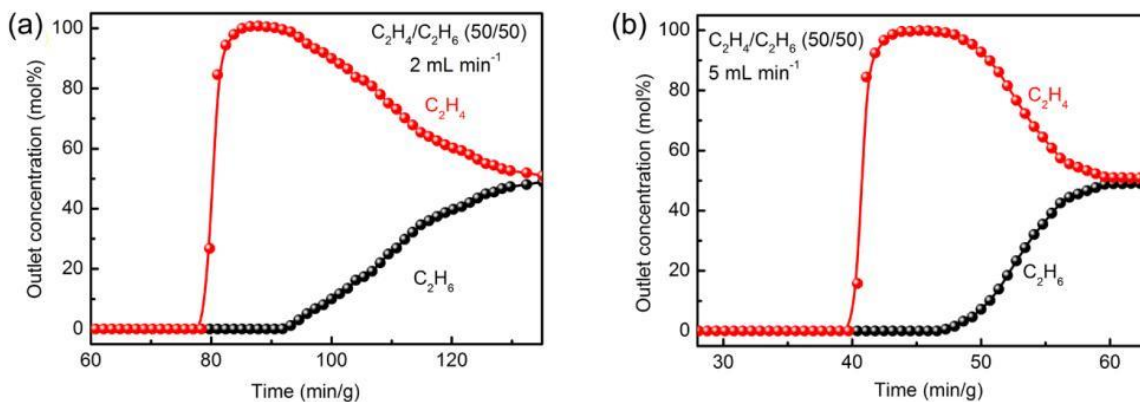 (a)
C₂H₄/C₂H₆ (50/50)
2 mL min⁻¹
C₂H₄
C₂H₆
Outlet concentration (mol%)
100
80
60
40
20
0
60
80
100
120
Time (min/g)
(b)
C₂H₄/C₂H₆ (50/50)
5 mL min⁻¹
C₂H₄
C₂H₆
Outlet concentration (mol%)
100
80
60
40
20
0
30
40
50
60
Time (min/g)